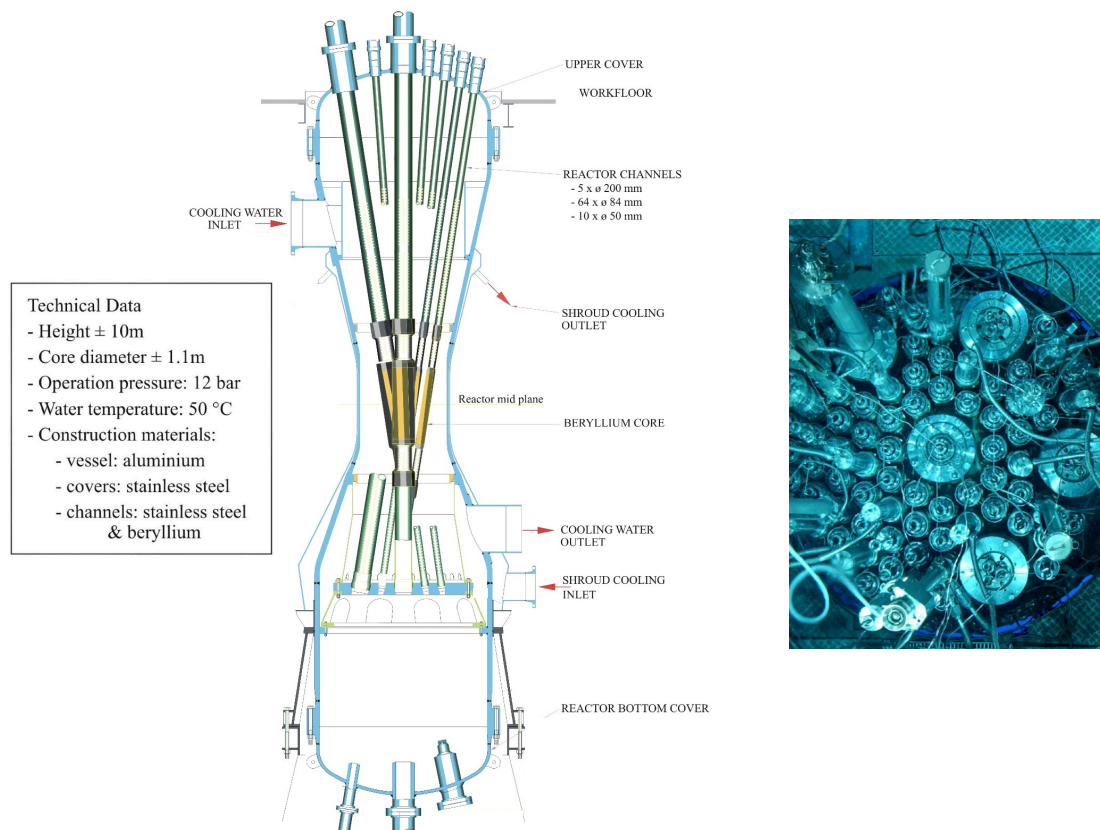 UPPER COVER
WORKFLOOR
REACTOR CHANNELS
- 5 x ø 200 mm
- 64 x ø 84 mm
- 10 x ø 50 mm
COOLING WATER
INLET
SHROUD COOLING
OUTLET
Technical Data
- Height ± 10m
- Core diameter ± 1.1m
- Operation pressure: 12 bar
- Water temperature: 50 °C
- Construction materials:
- vessel: aluminium
- covers: stainless steel
- channels: stainless steel
& beryllium
Reactor mid plane
BERYLLIUM CORE
COOLING WATER
OUTLET
SHROUD COOLING
INLET
REACTOR BOTTOM COVER